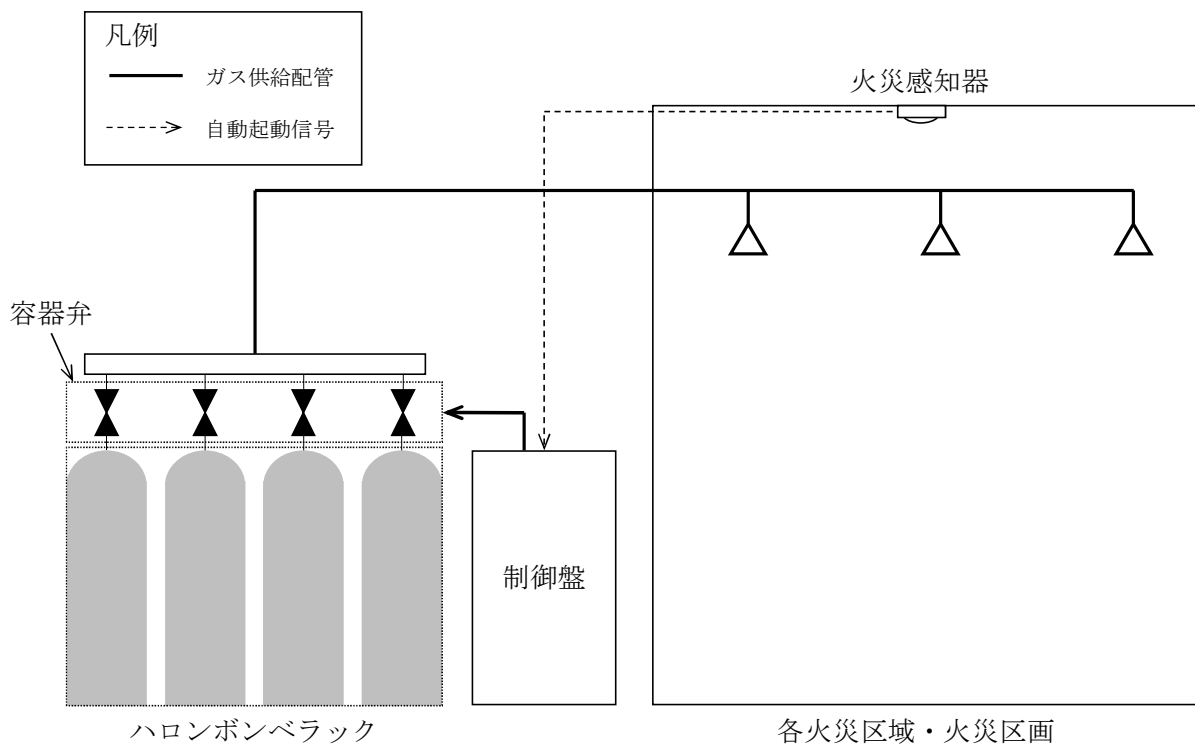 凡例
ガス供給配管
自動起動信号
火災感知器
容器弁
制御盤
ハロンボンベラック
各火災区域・火災区画